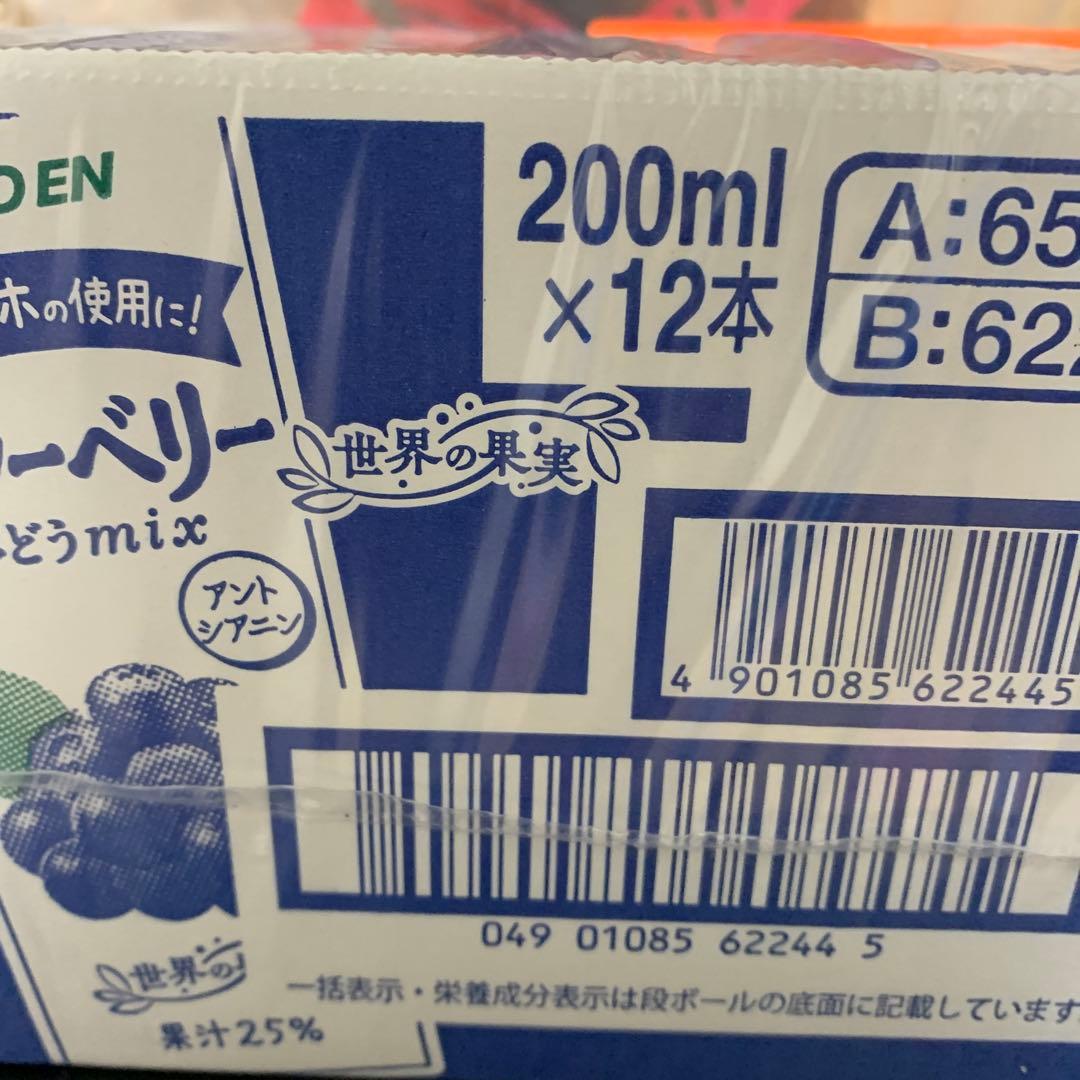 DEN
ホの使用に!
ーベリー
どうmix
アント
シアニン
世界の
果汁25%
200ml
×12本
A:65
B:622
世界の果実
4 901085 622445
049 01085 62244 5
一括表示・栄養成分表示は段ボールの底面に記載しています